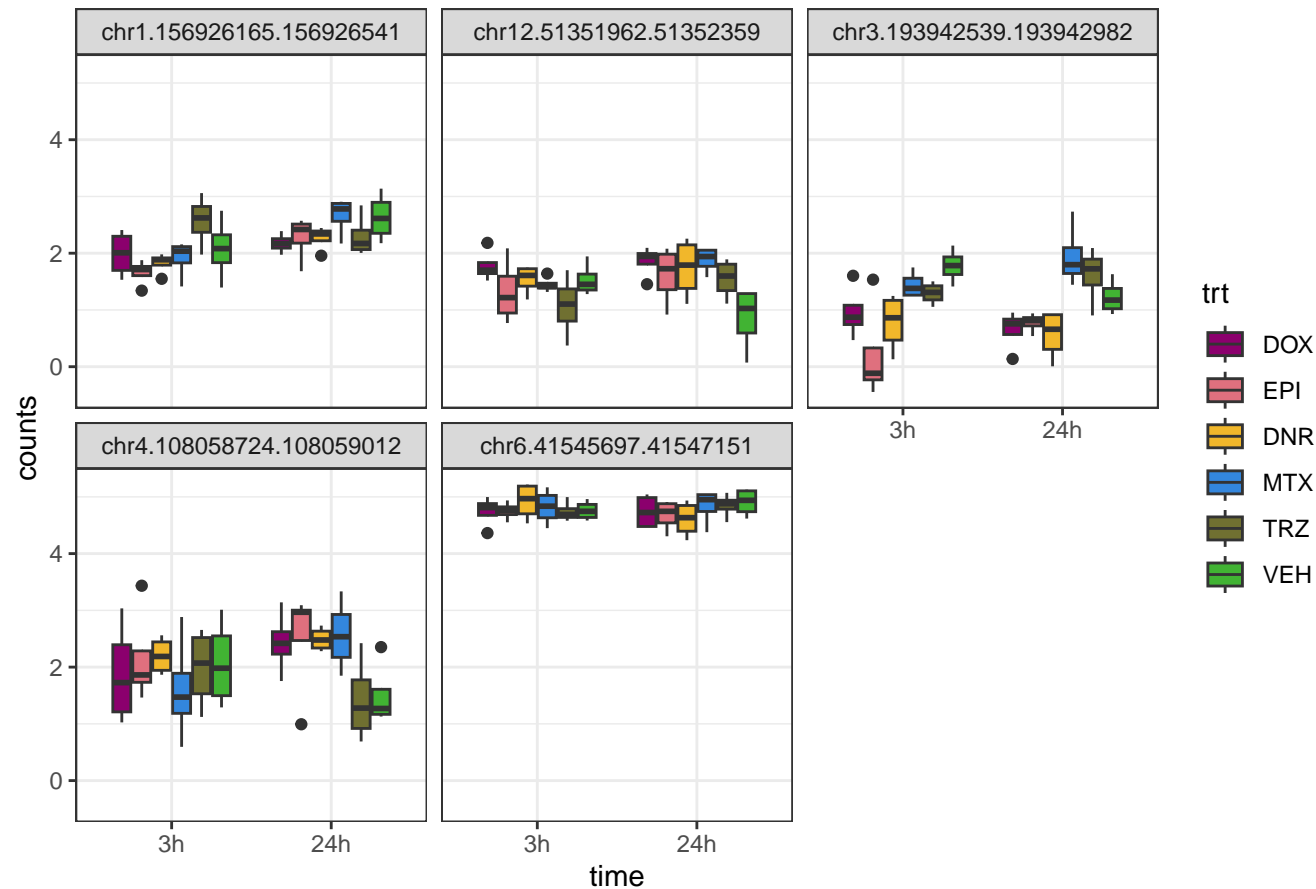 chr1.156926165.156926541 chr12.51351962.51352359 chr3.193942539.193942982
4
2
0
3h 24h
chr4.108058724.108059012 chr6.41545697.41547151
4
2
0
3h 24h 3h 24h
counts
time
trt
DOX
EPI
DNR
MTX
TRZ
VEH